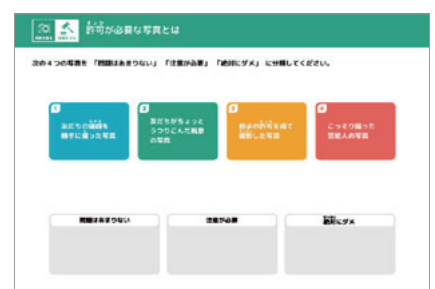 許可が必要な写真とは
次の4つの写真を「問題はあまりない」「注意が必要」「絶対にダメ」に分類してください。
1
友だちの寝顔を
勝手に撮った写真
2
友だちがちょっと
うつりこんだ風景
の写真
3
相手の許可を得て
撮影した写真
4
こっそり撮った
芸能人の写真
問題はあまりない
注意が必要
絶対にダメ